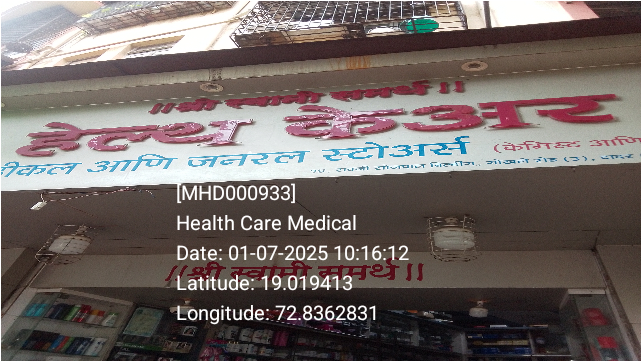 ।। श्री स्वामी समर्थ ।।
हेल्थ केअर
डीकल आणि जनरल स्टोअर्स (केमिस्ट आणि
[MHD000933]
Health Care Medical
Date: 01-07-2025 10:16:12
।। श्री स्वामी समर्थ ।।
Latitude: 19.019413
Longitude: 72.8362831